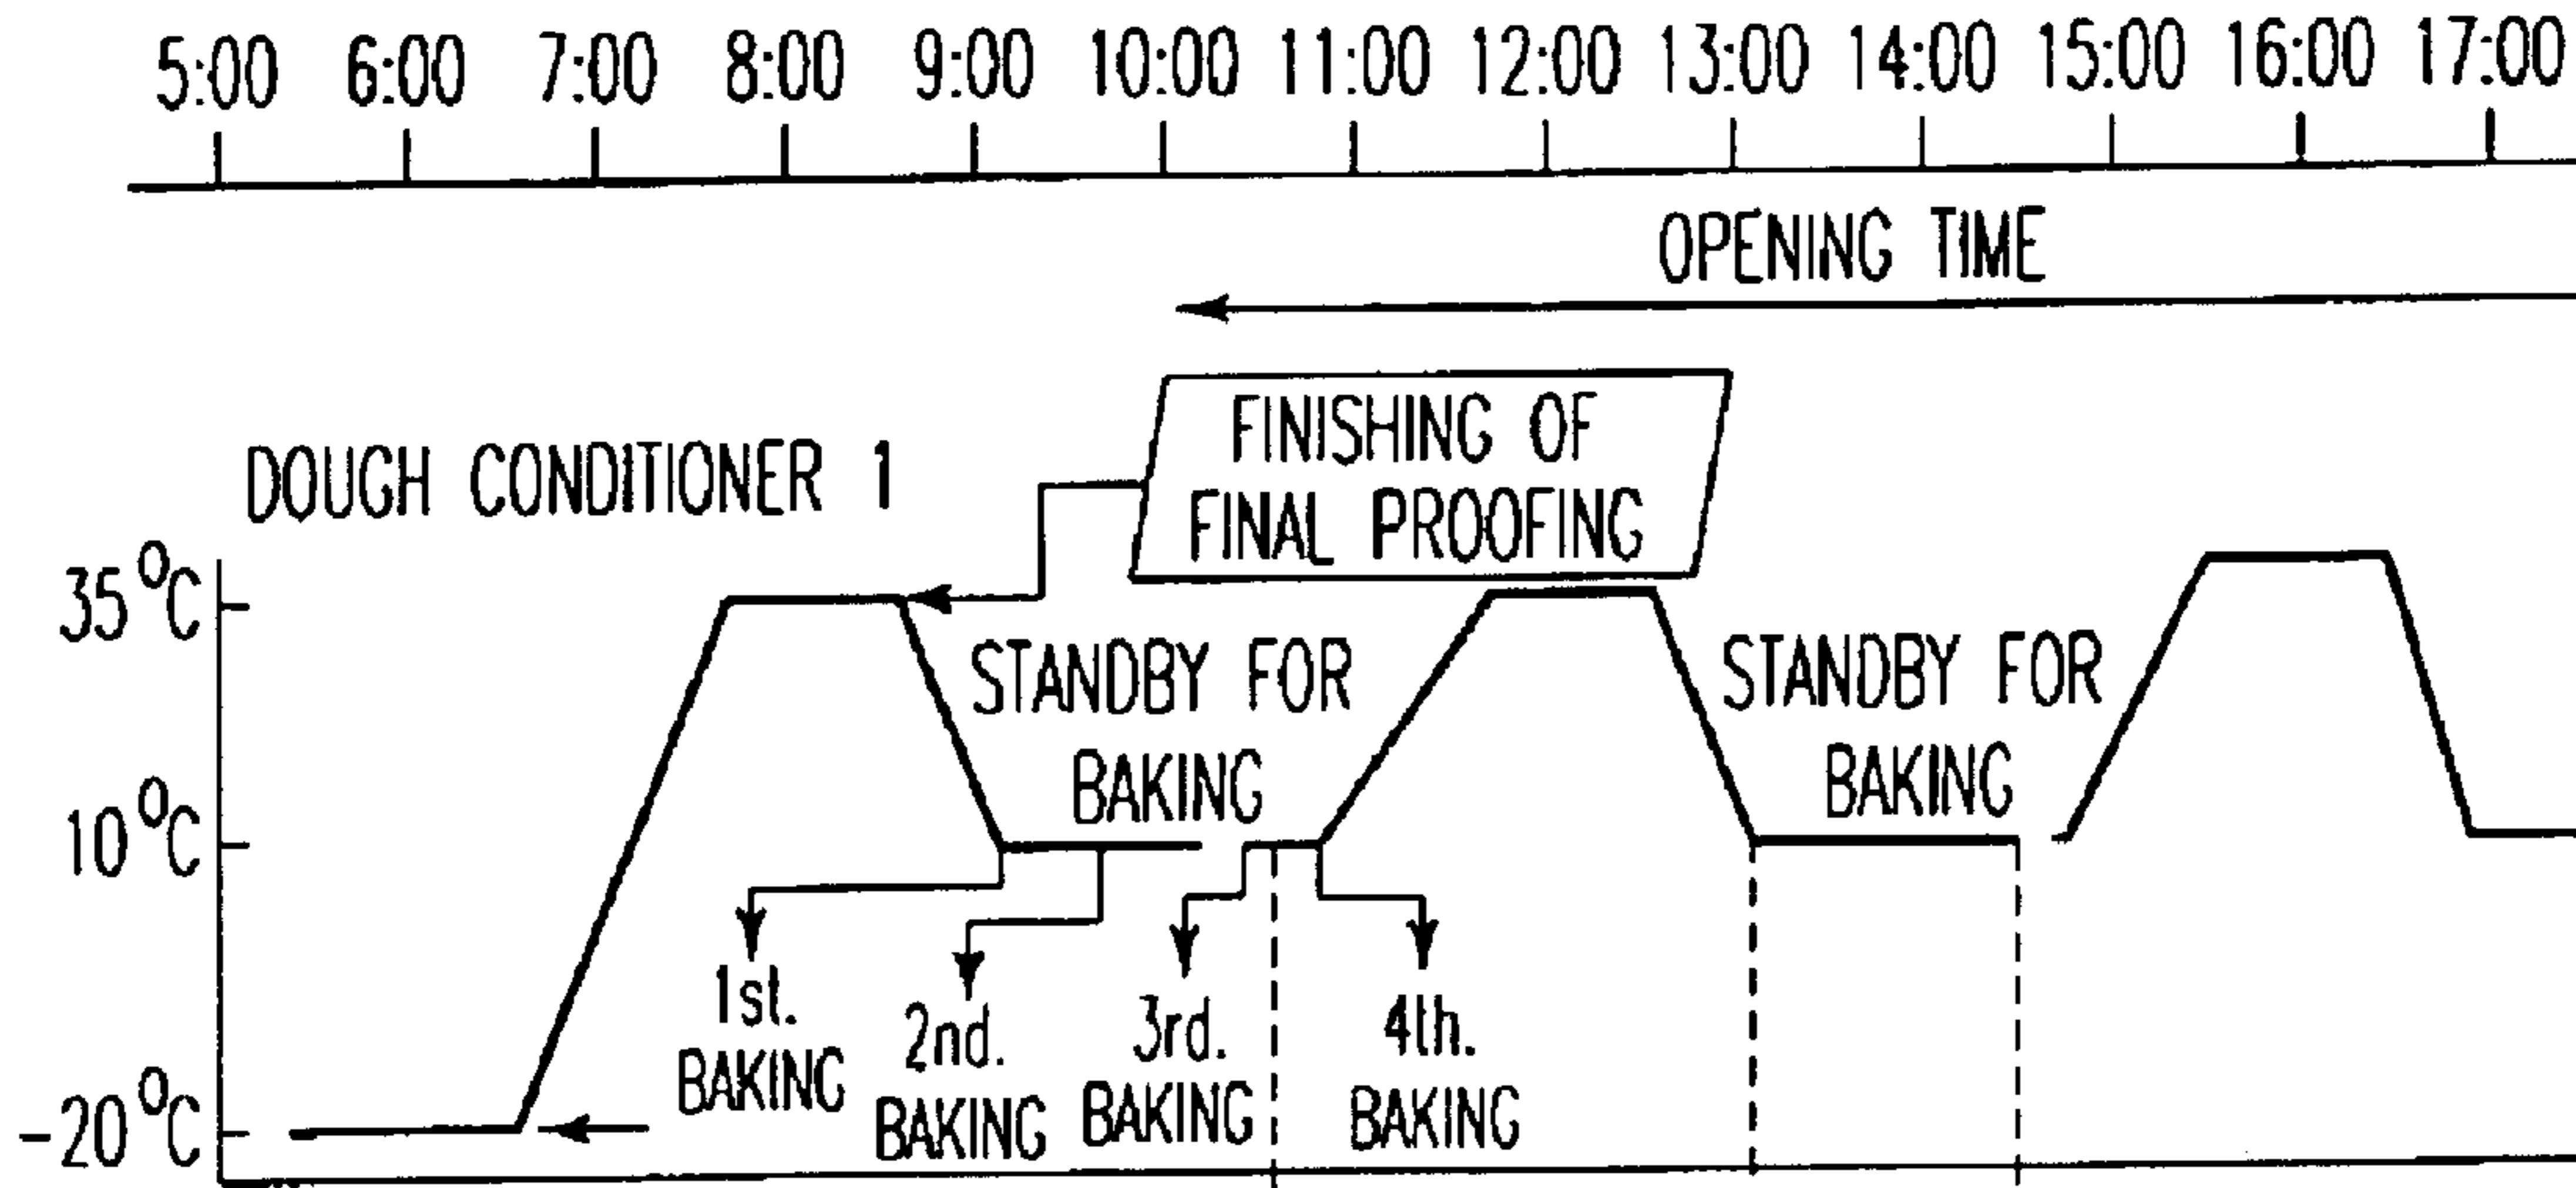 5:00 6:00 7:00 8:00 9:00 10:00 11:00 12:00 13:00 14:00 15:00 16:00 17:00
OPENING TIME
FINISHING OF
FINAL PROOFING
DOUGH CONDITIONER 1
35°C
STANDBY FOR
BAKING
STANDBY FOR
BAKING
10°C
1st.
BAKING
2nd.
BAKING
3rd.
BAKING
4th.
BAKING
-20°C